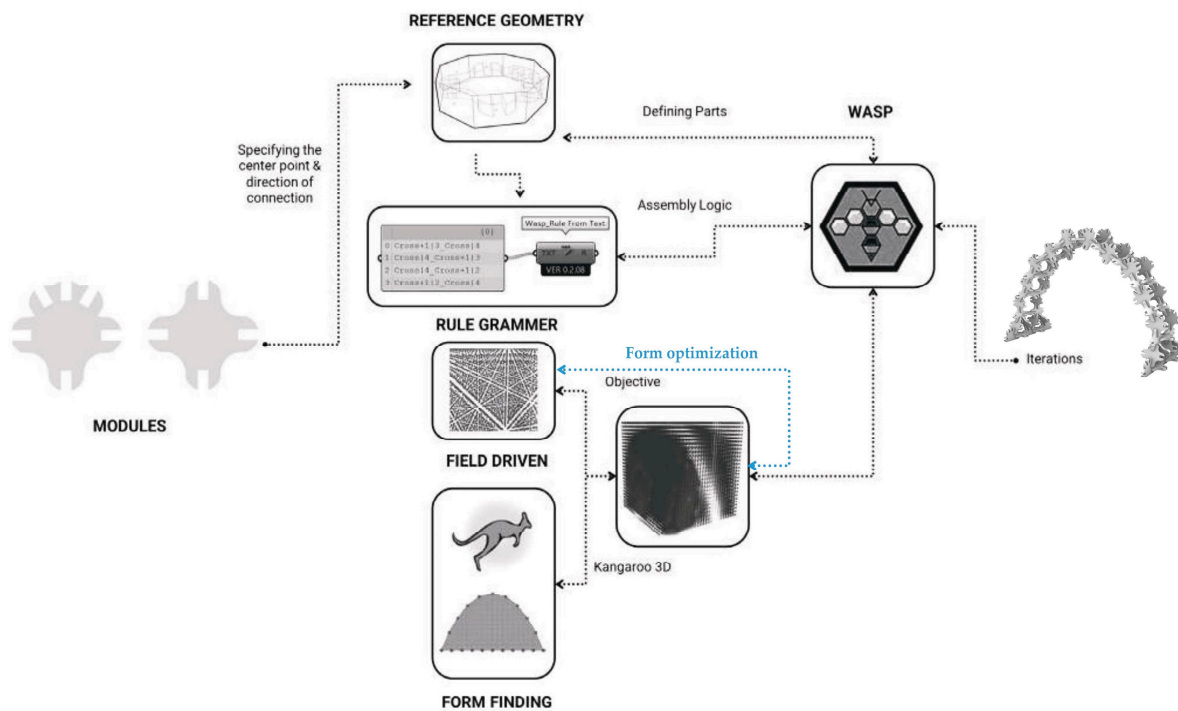 REFERENCE GEOMETRY
Defining Parts
WASP
Specifying the
center point &
direction of
connection
Assembly Logic
Wasp_Rule From Text
{0}
0 Cross+1|3_Cross|4
1 Cross|4_Cross+1|3
2 Cross|4_Cross+1|2
3 Cross+1|2_Cross|4
TXT R
VER 0.2.08
RULE GRAMMER
Form optimization
Objective
Iterations
MODULES
FIELD DRIVEN
Kangaroo 3D
FORM FINDING